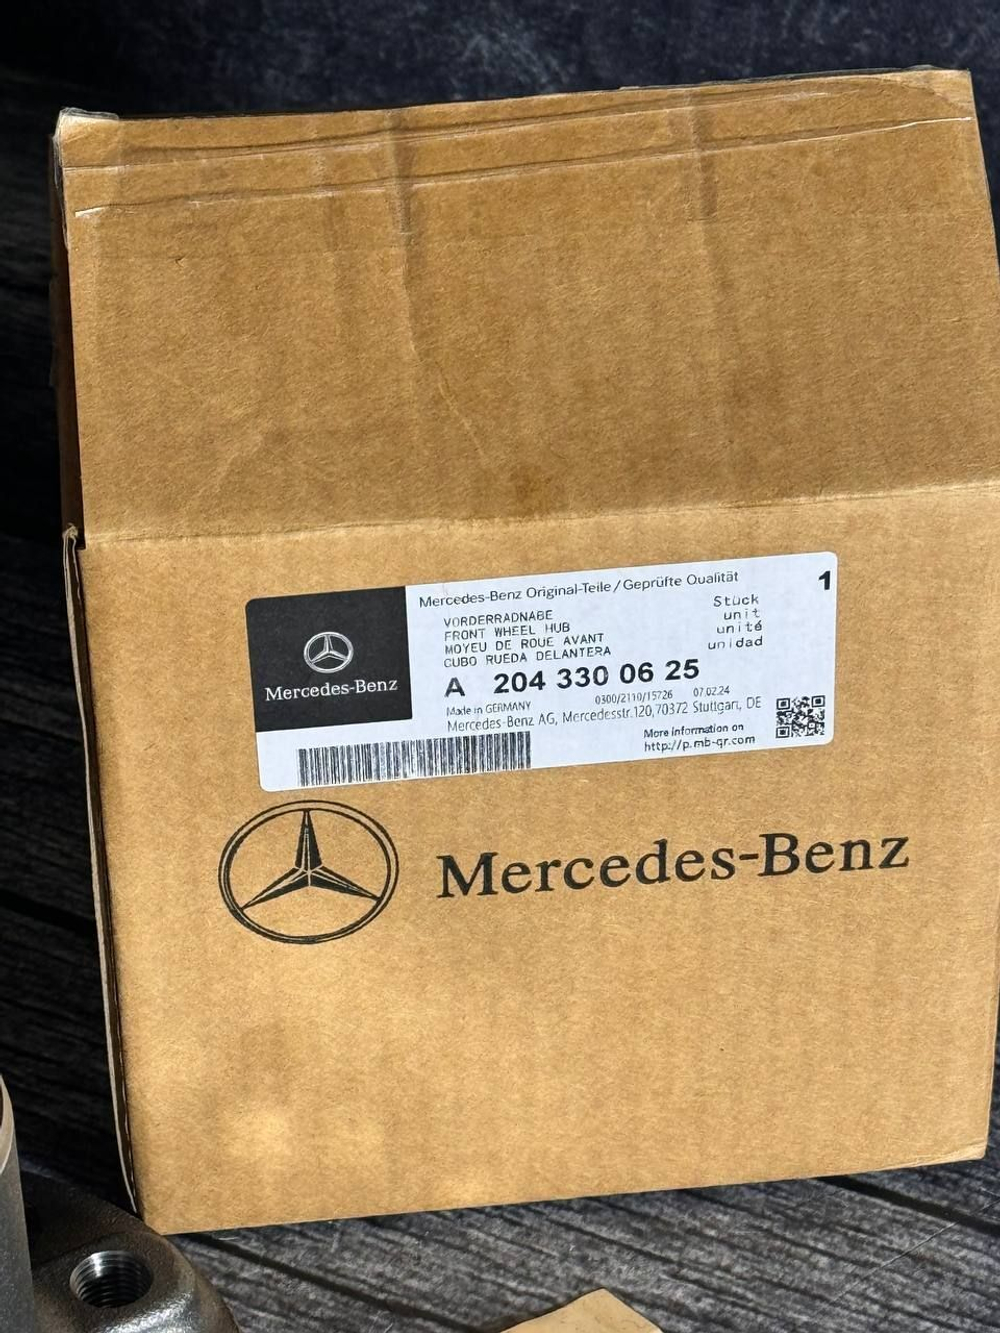 Mercedes-Benz Original-Teile / Geprüfte Qualität 1
VORDERRADNABE Stück
FRONT WHEEL HUB unit
MOYEU DE ROUE AVANT unité
CUBO RUEDA DELANTERA unidad
Mercedes-Benz
A 204 330 06 25
Made in GERMANY 0300/2110/15726 07.02.24
Mercedes-Benz AG, Mercedesstr.120,70372 Stuttgart, DE
More information on
http://p.mb-qr.com
Mercedes-Benz